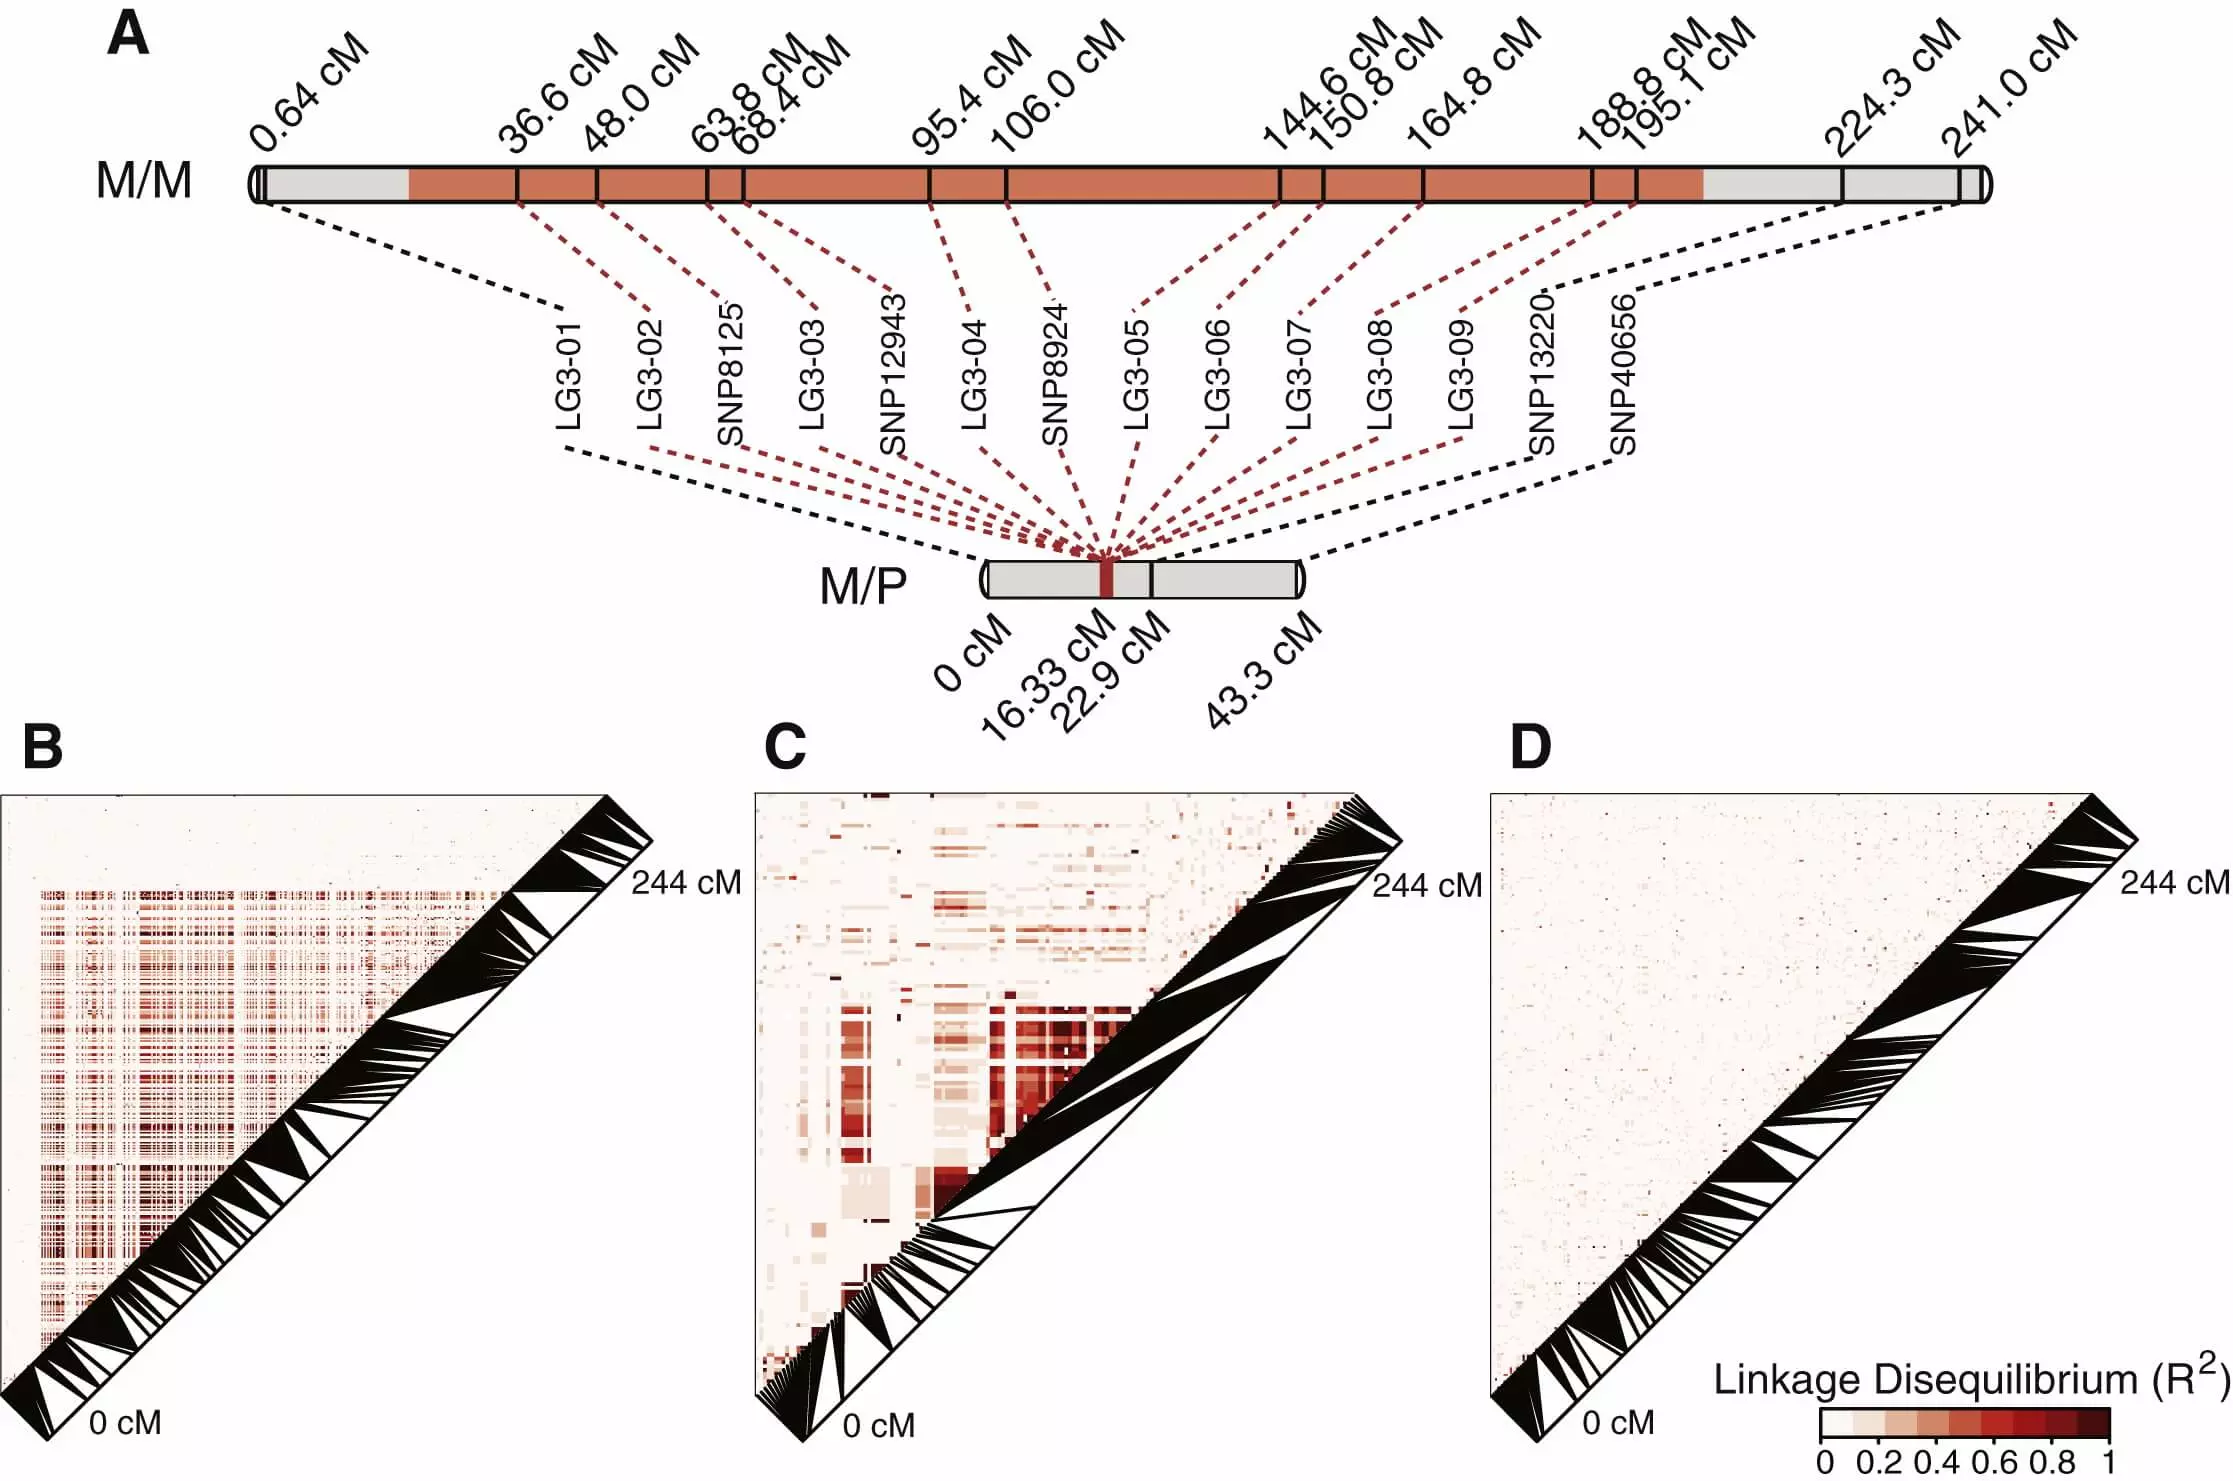 A
0.64 cM
36.6 cM
48.0 cM
63.8 cM
68.4 cM
95.4 cM
106.0 cM
144.6 cM
150.8 cM
164.8 cM
188.8 cM
195.1 cM
224.3 cM
241.0 cM
M/M
LG3-01
LG3-02
SNP8125
LG3-03
SNP12943
LG3-04
SNP8924
LG3-05
LG3-06
LG3-07
LG3-08
LG3-09
SNP13220
SNP40656
M/P
0 cM
16.33 cM
22.9 cM
43.3 cM
B
C
D
244 cM
244 cM
244 cM
0 cM
0 cM
0 cM
Linkage Disequilibrium (R²)
0 0.2 0.4 0.6 0.8 1